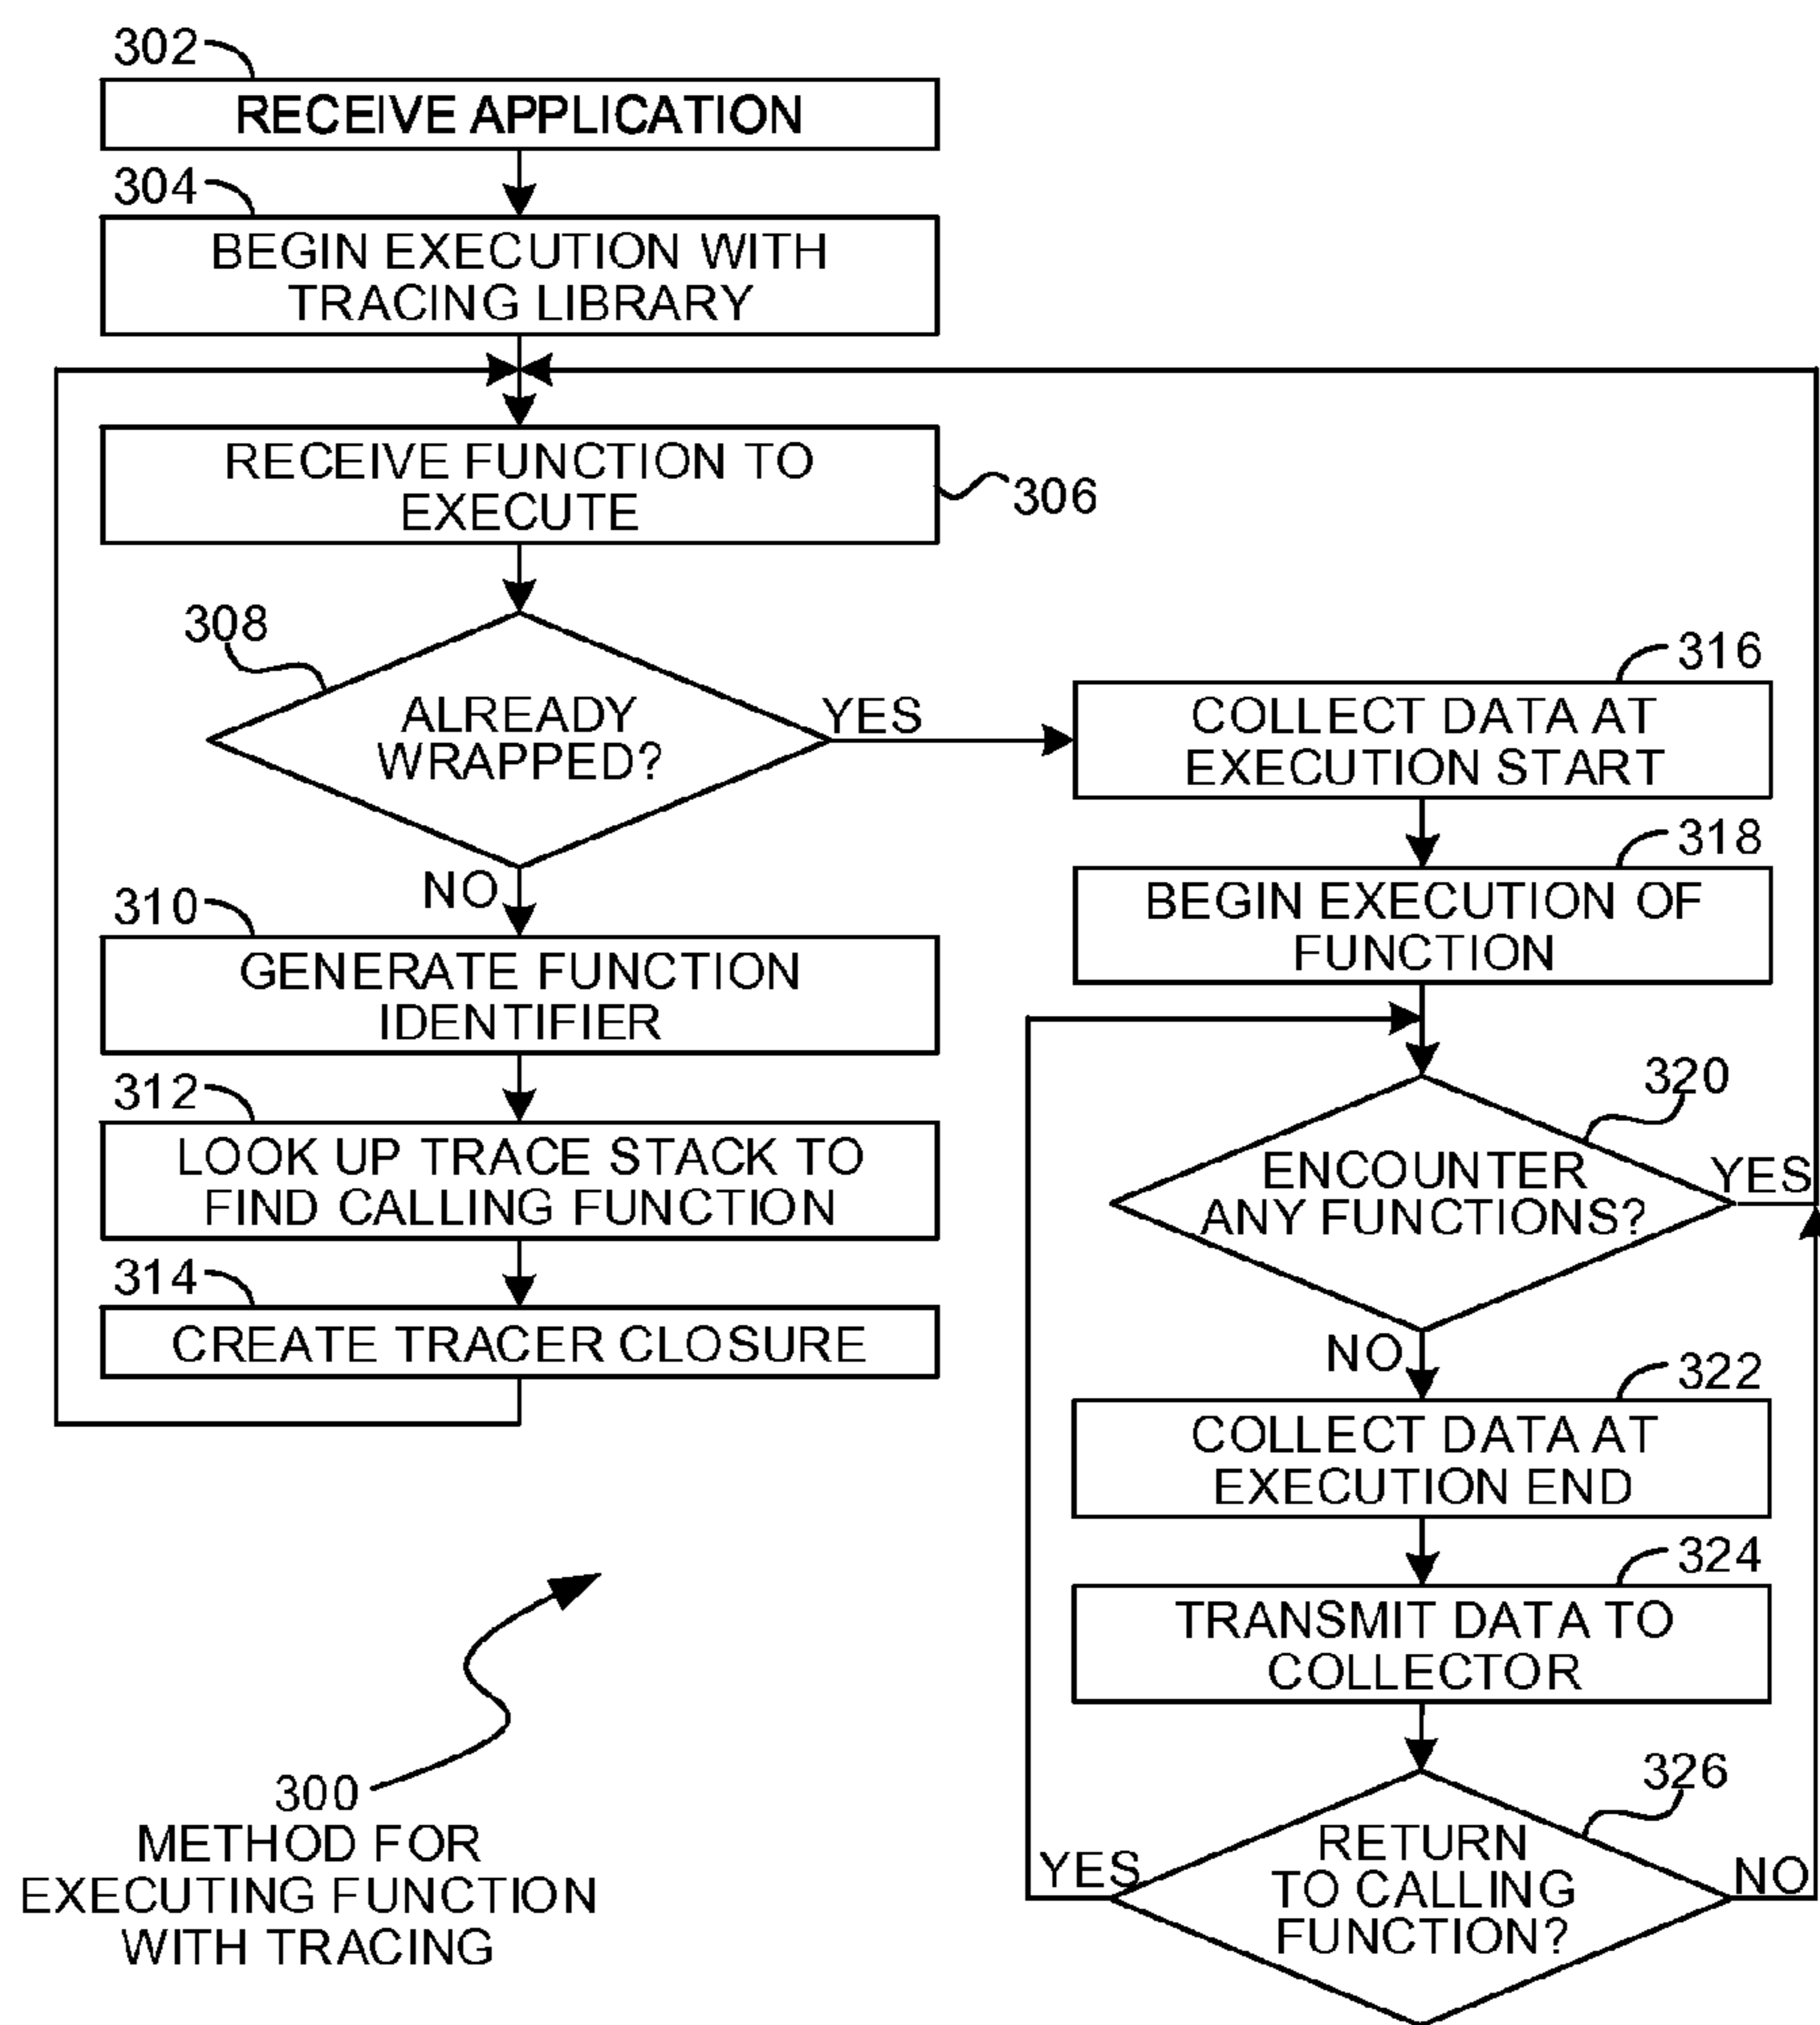 302
RECEIVE APPLICATION
304
BEGIN EXECUTION WITH
TRACING LIBRARY
RECEIVE FUNCTION TO
EXECUTE
306
308
ALREADY
WRAPPED?
YES
NO
310
GENERATE FUNCTION
IDENTIFIER
312
LOOK UP TRACE STACK TO
FIND CALLING FUNCTION
314
CREATE TRACER CLOSURE
316
COLLECT DATA AT
EXECUTION START
318
BEGIN EXECUTION OF
FUNCTION
320
ENCOUNTER
ANY FUNCTIONS?
YES
NO
322
COLLECT DATA AT
EXECUTION END
324
TRANSMIT DATA TO
COLLECTOR
326
RETURN
TO CALLING
FUNCTION?
YES
NO
300
METHOD FOR
EXECUTING FUNCTION
WITH TRACING